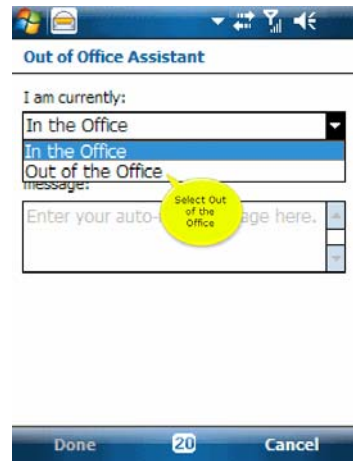 Out of Office Assistant
I am currently:
In the Office
In the Office
Out of the Office
message:
Enter your auto- age here.
Select Out
of the
Office
Done 20 Cancel